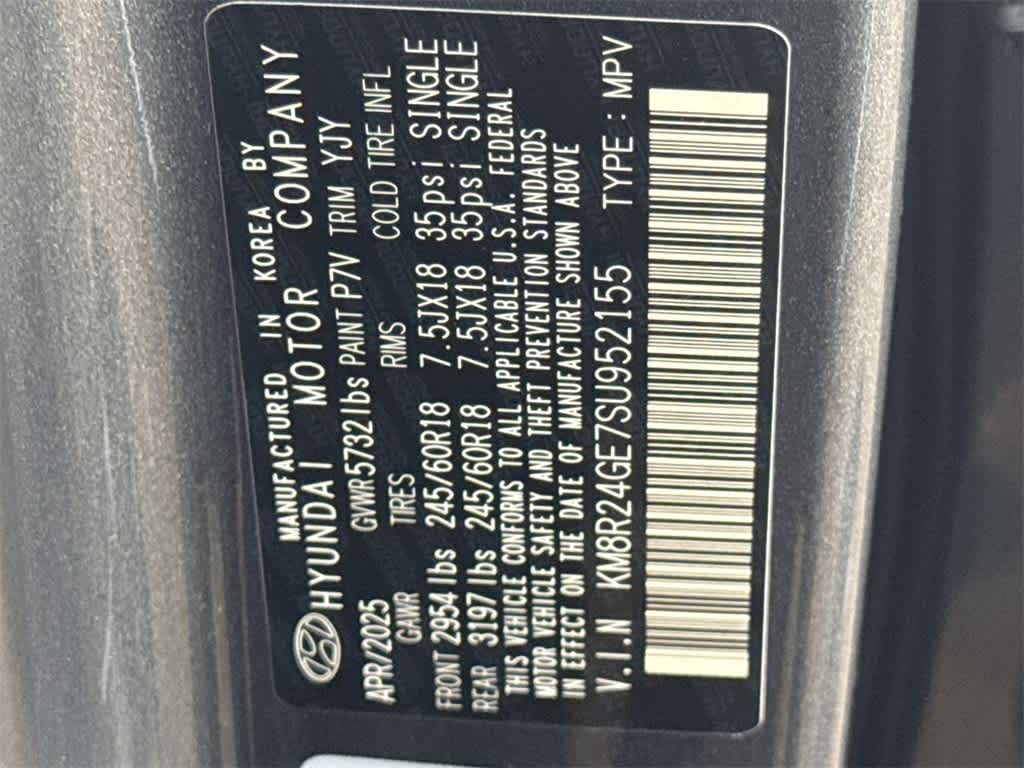 MANUFACTURED IN KOREA BY
HYUNDAI MOTOR COMPANY
APR/2025 GVWR5732lbs PAINT P7V TRIM YJY
GAWR TIRES RIMS COLD TIRE INFL
FRONT 2954lbs 245/60R18 7.5JX18 35psi SINGLE
REAR 3197lbs 245/60R18 7.5JX18 35psi SINGLE
THIS VEHICLE CONFORMS TO ALL APPLICABLE U.S.A. FEDERAL
MOTOR VEHICLE SAFETY AND THEFT PREVENTION STANDARDS
IN EFFECT ON THE DATE OF MANUFACTURE SHOWN ABOVE
V.I.N KM8R24GE7SU952155 TYPE : MPV